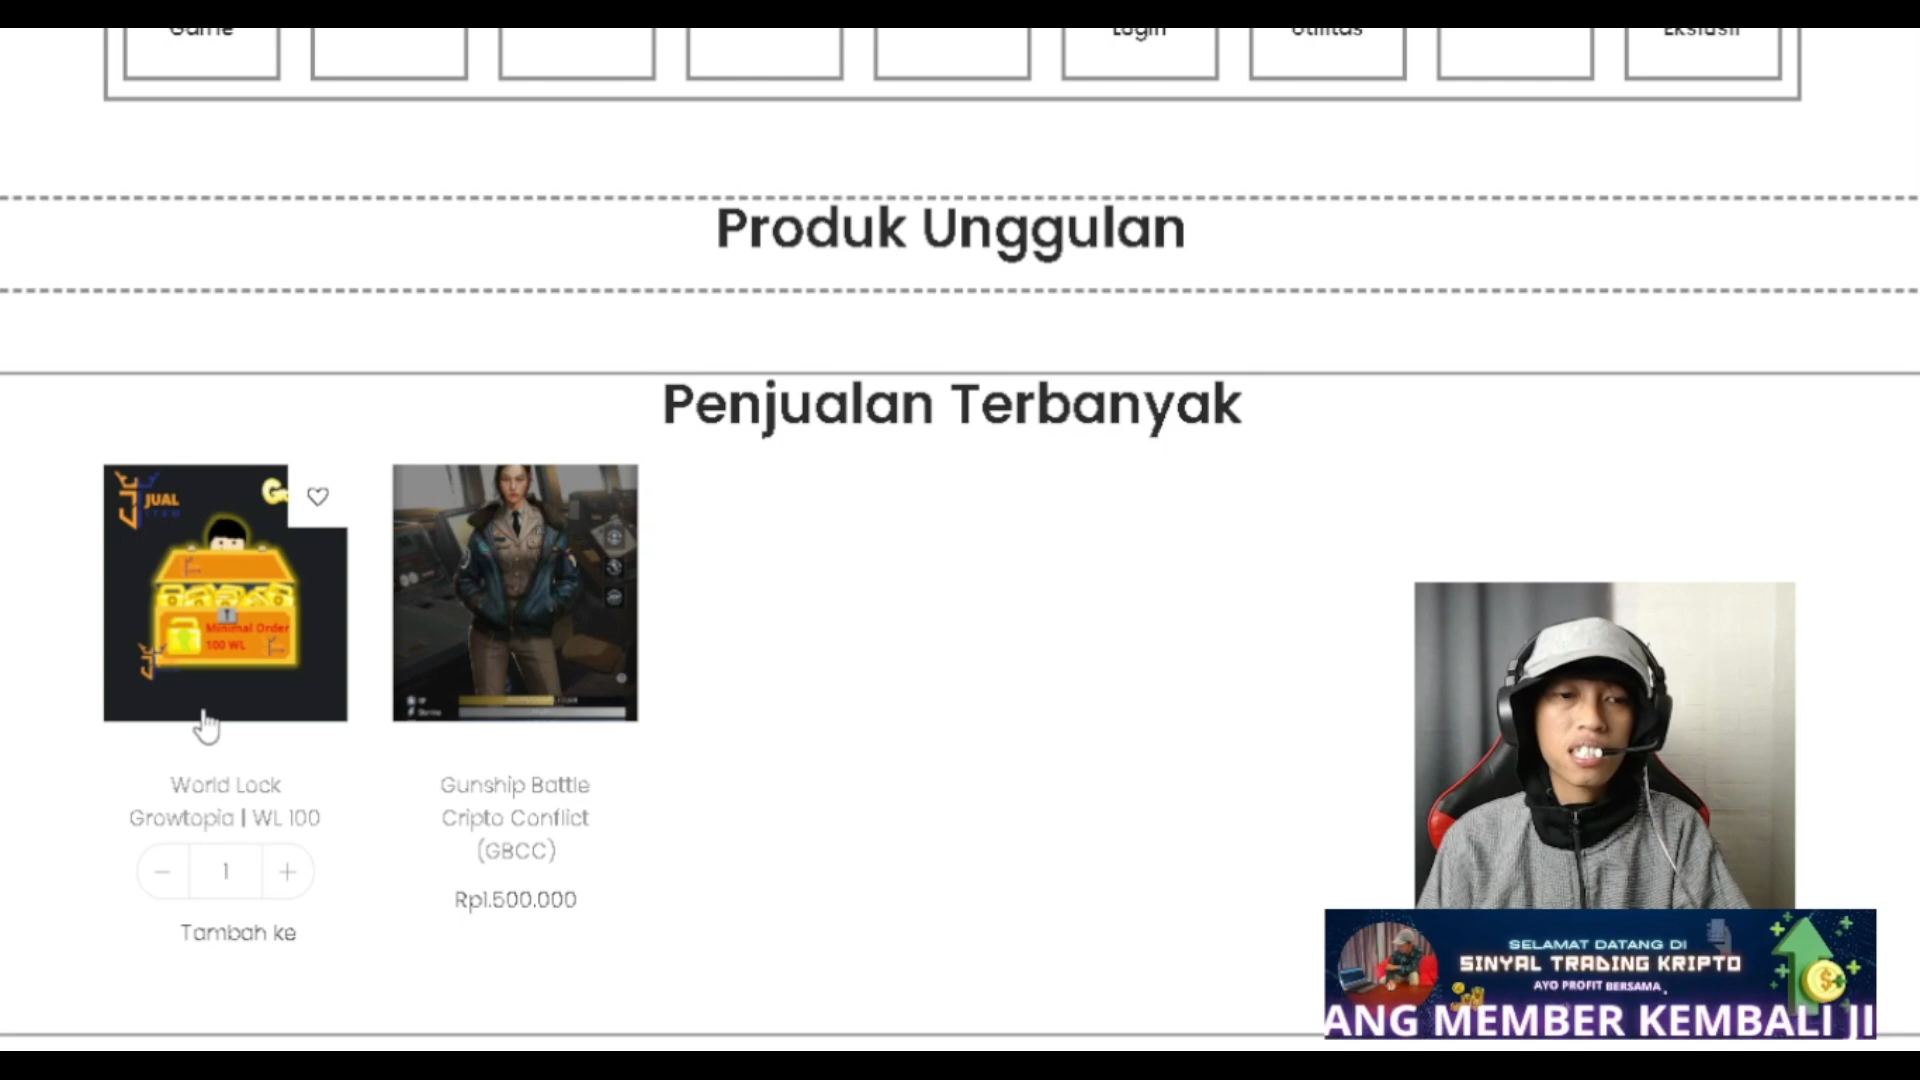 Game
Login
Utilitas
Ekslusif
Produk Unggulan
Penjualan Terbanyak
JUAL
ITEM
Minimal Order
100 WL
World Lock
Growtopia | WL 100
1
Tambah ke
Gunship Battle
Cripto Conflict
(GBCC)
Rp1.500.000
SELAMAT DATANG DI
SINYAL TRADING KRIPTO
AYO PROFIT BERSAMA
ANG MEMBER KEMBALI JI